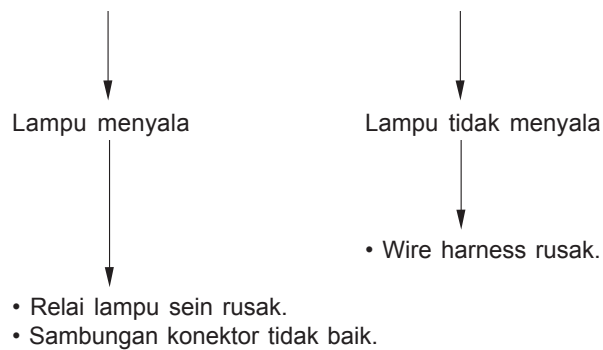 Lampu menyala
Lampu tidak menyala
• Wire harness rusak.
• Relai lampu sein rusak.
• Sambungan konektor tidak baik.